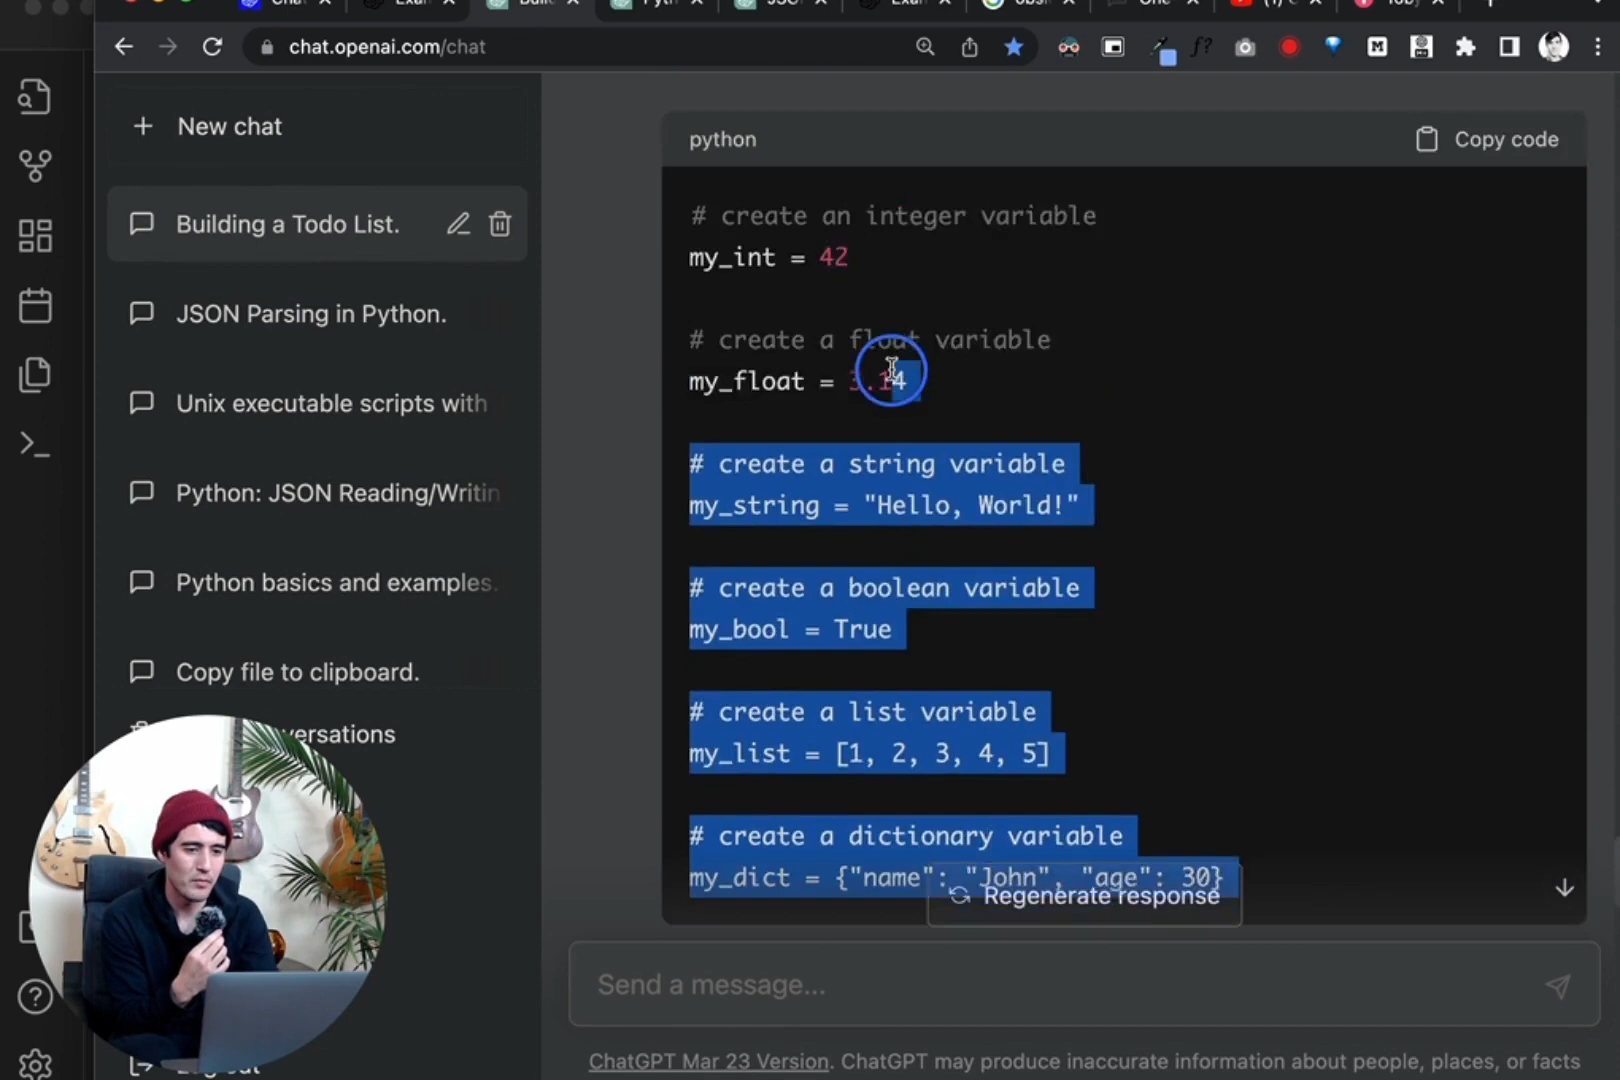 chat.openai.com/chat
New chat
Building a Todo List.
JSON Parsing in Python.
Unix executable scripts with
Python: JSON Reading/Writin
Python basics and examples.
Copy file to clipboard.
python
Copy code
# create an integer variable
my_int = 42
# create a float variable
my_float = 3.14
# create a string variable
my_string = "Hello, World!"
# create a boolean variable
my_bool = True
# create a list variable
my_list = [1, 2, 3, 4, 5]
# create a dictionary variable
my_dict = {"name": "John", "age": 30}
Regenerate response
Send a message...
ChatGPT Mar 23 Version. ChatGPT may produce inaccurate information about people, places, or facts